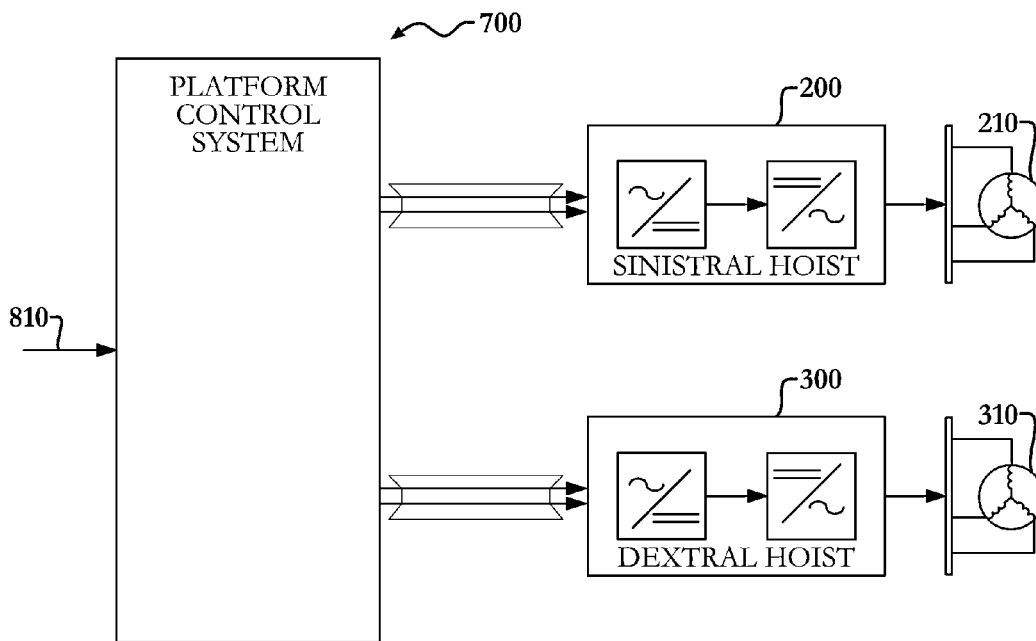 700
PLATFORM
CONTROL
SYSTEM
200
210
SINISTRAL HOIST
810
300
310
DEXTRAL HOIST